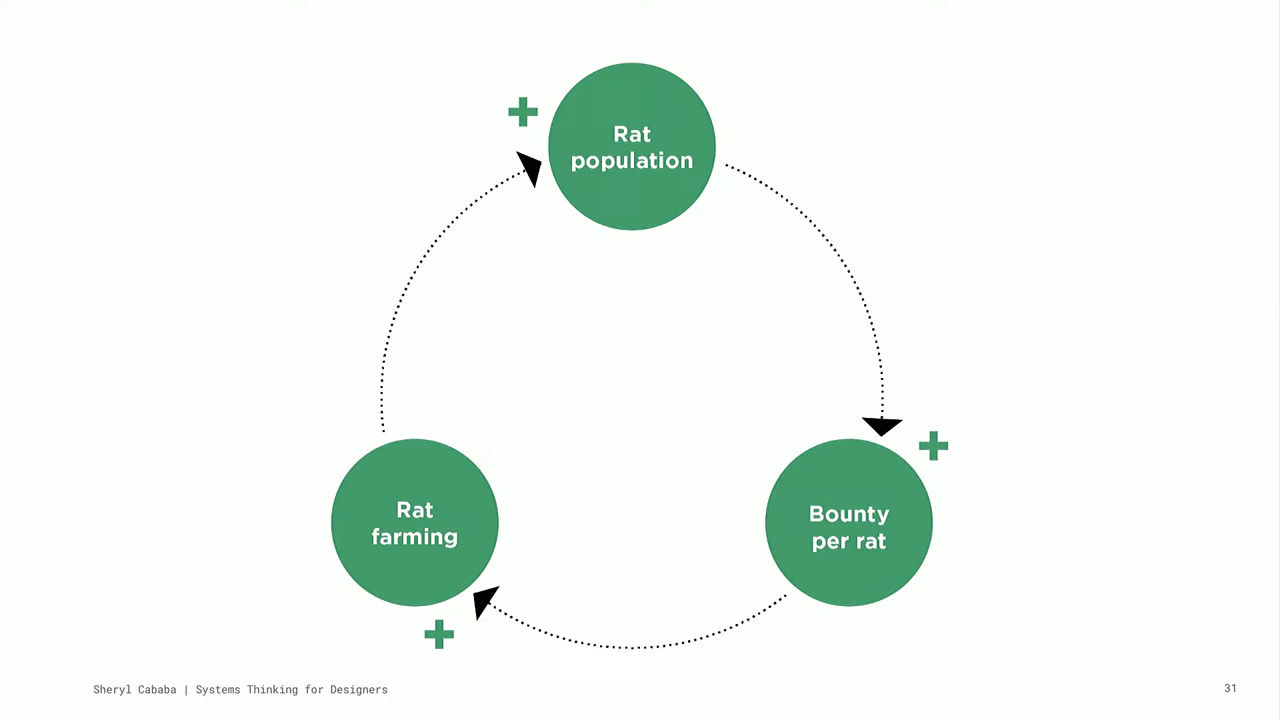 Rat
population
Rat
farming
Bounty
per rat
Sheryl Cababa | Systems Thinking for Designers
31